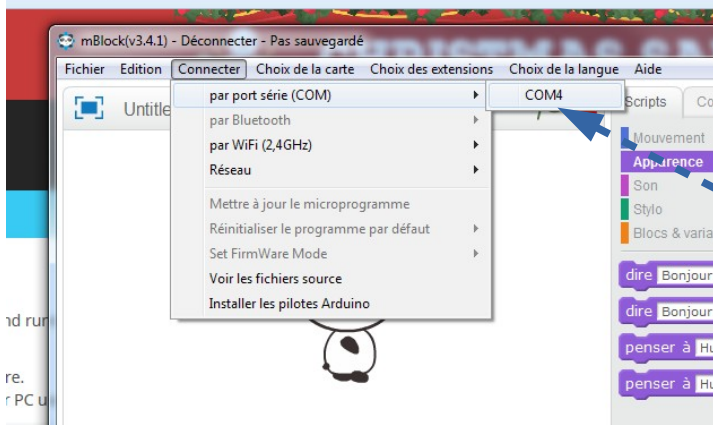 mBlock(v3.4.1) - Déconnecter - Pas sauvegardé
Fichier Edition Connecter Choix de la carte Choix des extensions Choix de la langue Aide
Untitle
par port série (COM)
COM4
par Bluetooth
par WiFi (2,4GHz)
Réseau
Mettre à jour le microprogramme
Réinitialiser le programme par défaut
Set FirmWare Mode
Voir les fichiers source
Installer les pilotes Arduino
Scripts Co
Mouvement
Apparence
Son
Stylo
Blocs & varia
dire Bonjour
dire Bonjour
penser à Hu
penser à Hu
nd run
re.
r PC u